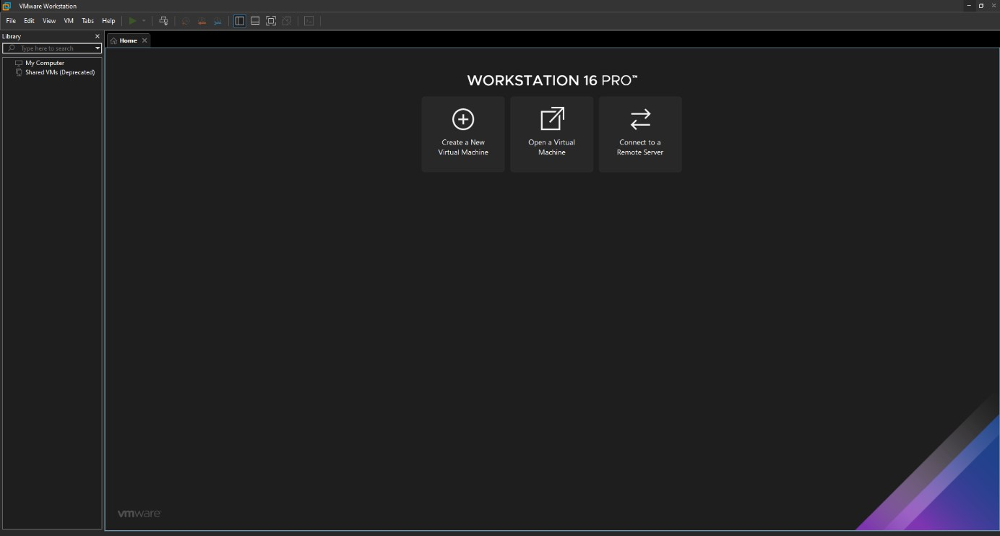 VMware Workstation
File Edit View VM Tabs Help
Library
Type here to search
My Computer
Shared VMs (Deprecated)
Home
WORKSTATION 16 PRO™
Create a New
Virtual Machine
Open a Virtual
Machine
Connect to a
Remote Server
vmware